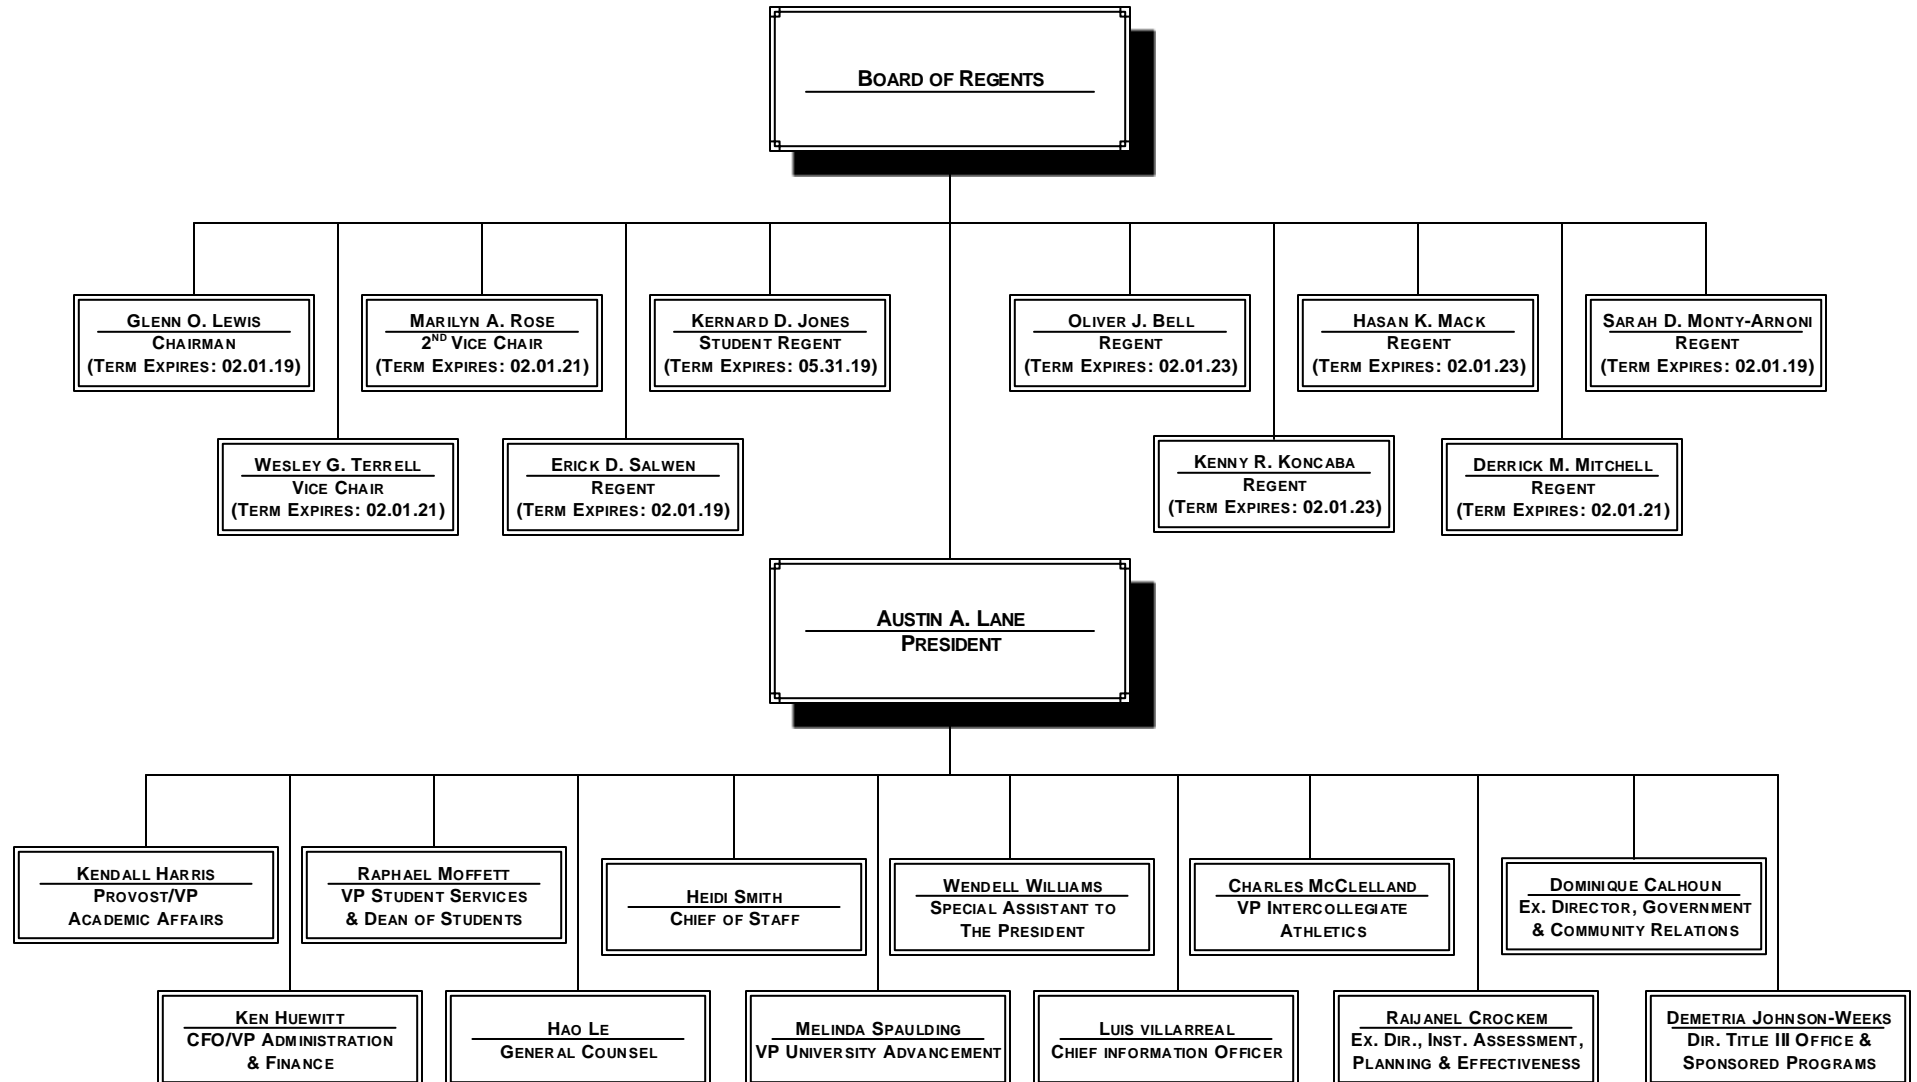 BOARD OF REGENTS
GLENN O. LEWIS
CHAIRMAN
(TERM EXPIRES: 02.01.19)
MARILYN A. ROSE
2ND VICE CHAIR
(TERM EXPIRES: 02.01.21)
KERNARD D. JONES
STUDENT REGENT
(TERM EXPIRES: 05.31.19)
OLIVER J. BELL
REGENT
(TERM EXPIRES: 02.01.23)
HASAN K. MACK
REGENT
(TERM EXPIRES: 02.01.23)
SARAH D. MONTY-ARNONI
REGENT
(TERM EXPIRES: 02.01.19)
WESLEY G. TERRELL
VICE CHAIR
(TERM EXPIRES: 02.01.21)
ERICK D. SALWEN
REGENT
(TERM EXPIRES: 02.01.19)
KENNY R. KONCABA
REGENT
(TERM EXPIRES: 02.01.23)
DERRICK M. MITCHELL
REGENT
(TERM EXPIRES: 02.01.21)
AUSTIN A. LANE
PRESIDENT
KENDALL HARRIS
PROVOST/VP
ACADEMIC AFFAIRS
RAPHAEL MOFFETT
VP STUDENT SERVICES
& DEAN OF STUDENTS
HEIDI SMITH
CHIEF OF STAFF
WENDELL WILLIAMS
SPECIAL ASSISTANT TO
THE PRESIDENT
CHARLES MCCLELLAND
VP INTERCOLLEGIATE
ATHLETICS
DOMINIQUE CALHOUN
EX. DIRECTOR, GOVERNMENT
& COMMUNITY RELATIONS
KEN HUEWITT
CFO/VP ADMINISTRATION
& FINANCE
HAO LE
GENERAL COUNSEL
MELINDA SPAULDING
VP UNIVERSITY ADVANCEMENT
LUIS VILLARREAL
CHIEF INFORMATION OFFICER
RAIJANEL CROCKEM
EX. DIR., INST. ASSESSMENT,
PLANNING & EFFECTIVENESS
DEMETRIA JOHNSON-WEEKS
DIR. TITLE III OFFICE &
SPONSORED PROGRAMS